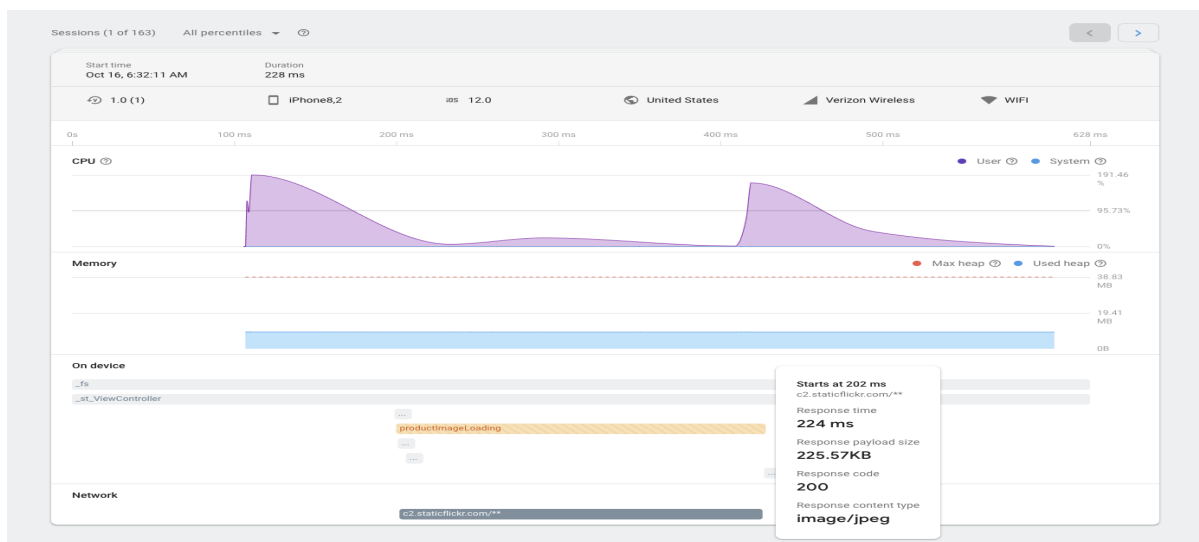 Sessions (1 of 163) All percentiles
< >
Start time Duration
Oct 16, 6:32:11 AM 228 ms
1.0 (1) iPhone8,2 iOS 12.0 United States Verizon Wireless WIFI
0s 100 ms 200 ms 300 ms 400 ms 500 ms 628 ms
CPU User System
191.46
%
95.73%
0%
Memory Max heap Used heap
38.83
MB
19.41
MB
0B
On device
_fs
_st_ViewController
...
productImageLoading
...
...
...
Starts at 202 ms
c2.staticflickr.com/**
Response time
224 ms
Response payload size
225.57KB
Response code
200
Response content type
image/jpeg
Network
c2.staticflickr.com/**